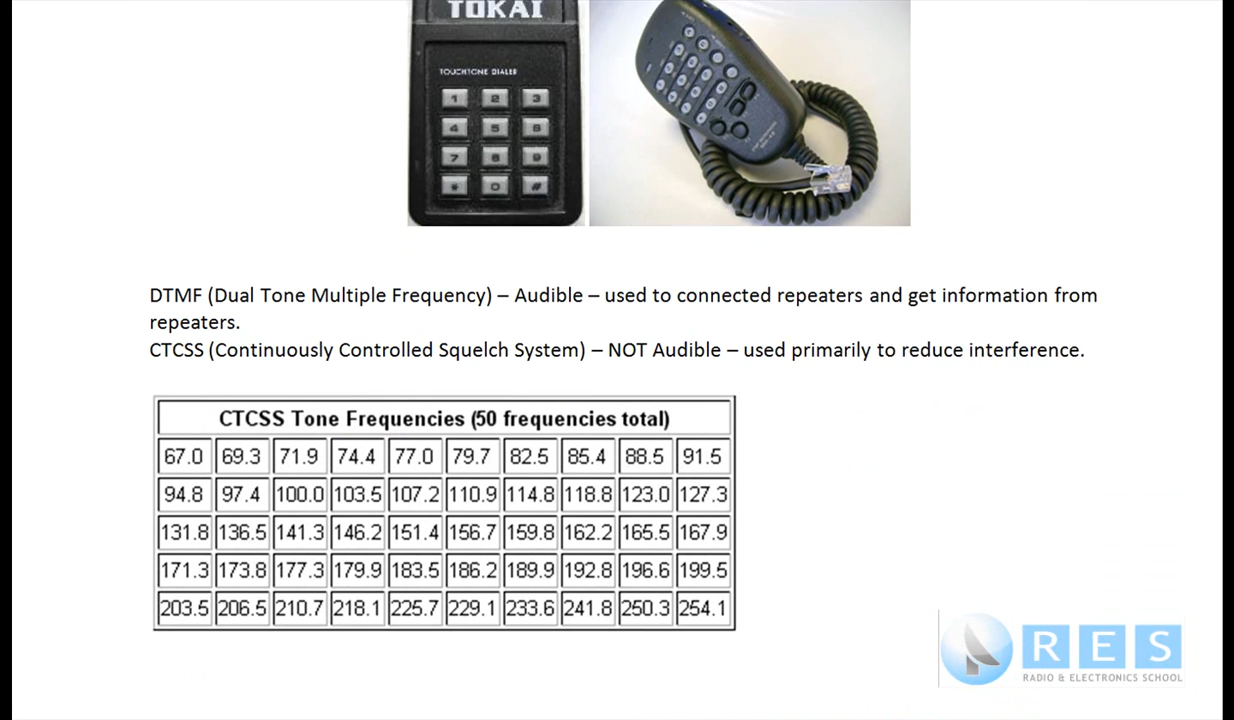 TOKAI
TOUCHTONE DIALER
1 2 3
4 5 6
7 8 9
* 0 #
DTMF (Dual Tone Multiple Frequency) – Audible – used to connected repeaters and get information from
repeaters.
CTCSS (Continuously Controlled Squelch System) – NOT Audible – used primarily to reduce interference.
CTCSS Tone Frequencies (50 frequencies total)
67.0 69.3 71.9 74.4 77.0 79.7 82.5 85.4 88.5 91.5
94.8 97.4 100.0 103.5 107.2 110.9 114.8 118.8 123.0 127.3
131.8 136.5 141.3 146.2 151.4 156.7 159.8 162.2 165.5 167.9
171.3 173.8 177.3 179.9 183.5 186.2 189.9 192.8 196.6 199.5
203.5 206.5 210.7 218.1 225.7 229.1 233.6 241.8 250.3 254.1
RES
RADIO & ELECTRONICS SCHOOL